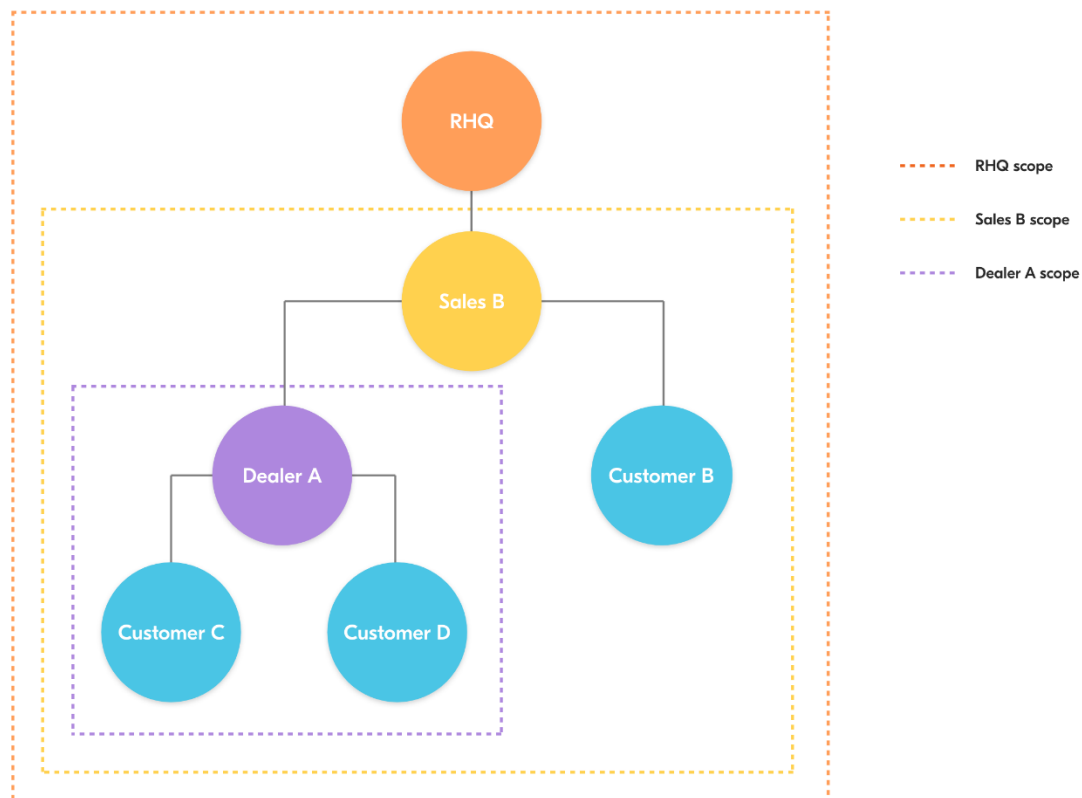 RHQ
RHQ scope
Sales B scope
Dealer A scope
Sales B
Dealer A
Customer B
Customer C
Customer D